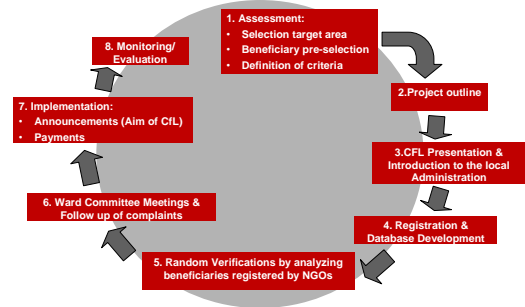 1. Assessment:
• Selection target area
• Beneficiary pre-selection
• Definition of criteria
2.Project outline
3.CFL Presentation &
Introduction to the local
Administration
4. Registration &
Database Development
5. Random Verifications by analyzing
beneficiaries registered by NGOs
6. Ward Committee Meetings &
Follow up of complaints
7. Implementation:
• Announcements (Aim of CfL)
• Payments
8. Monitoring/
Evaluation